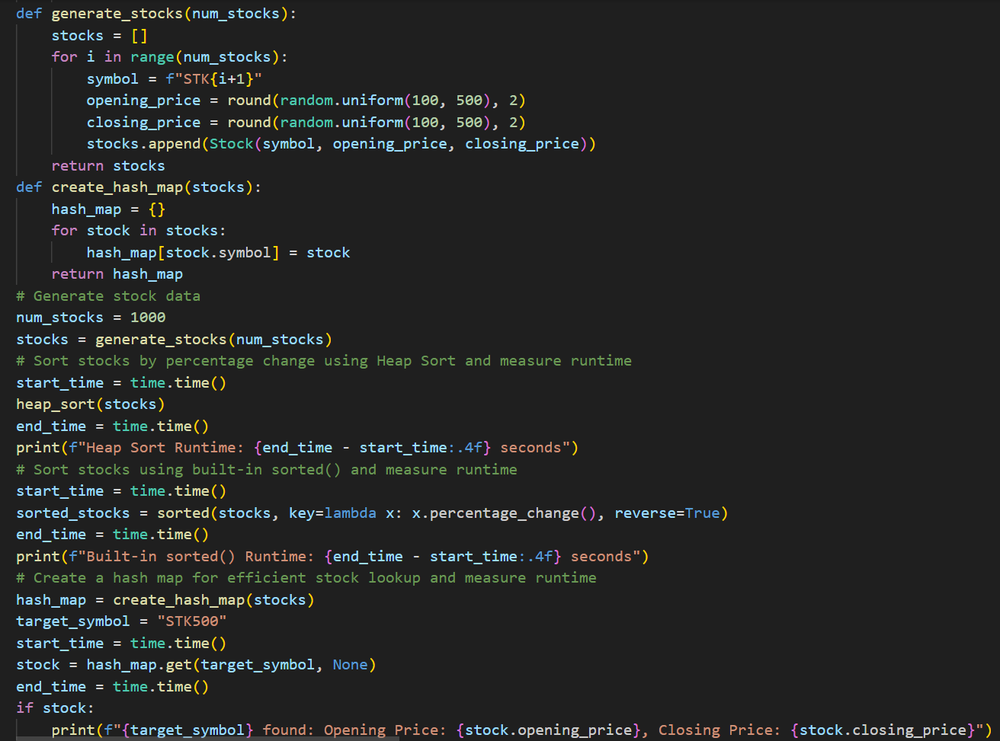 def generate_stocks(num_stocks):
    stocks = []
    for i in range(num_stocks):
        symbol = f"STK{i+1}"
        opening_price = round(random.uniform(100, 500), 2)
        closing_price = round(random.uniform(100, 500), 2)
        stocks.append(Stock(symbol, opening_price, closing_price))
    return stocks
def create_hash_map(stocks):
    hash_map = {}
    for stock in stocks:
        hash_map[stock.symbol] = stock
    return hash_map
# Generate stock data
num_stocks = 1000
stocks = generate_stocks(num_stocks)
# Sort stocks by percentage change using Heap Sort and measure runtime
start_time = time.time()
heap_sort(stocks)
end_time = time.time()
print(f"Heap Sort Runtime: {end_time - start_time:.4f} seconds")
# Sort stocks using built-in sorted() and measure runtime
start_time = time.time()
sorted_stocks = sorted(stocks, key=lambda x: x.percentage_change(), reverse=True)
end_time = time.time()
print(f"Built-in sorted() Runtime: {end_time - start_time:.4f} seconds")
# Create a hash map for efficient stock lookup and measure runtime
hash_map = create_hash_map(stocks)
target_symbol = "STK500"
start_time = time.time()
stock = hash_map.get(target_symbol, None)
end_time = time.time()
if stock:
    print(f"{target_symbol} found: Opening Price: {stock.opening_price}, Closing Price: {stock.closing_price}")